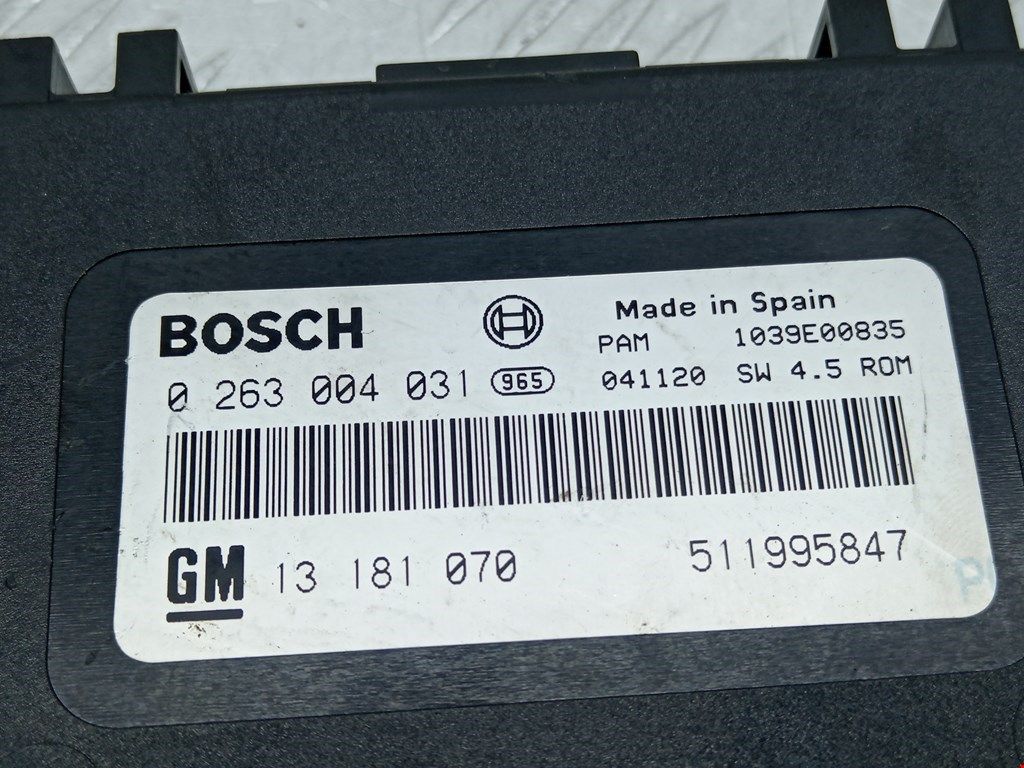 BOSCH
Made in Spain
PAM 1039E00835
0 263 004 031 965 041120 SW 4.5 ROM
GM 13 181 070 511995847